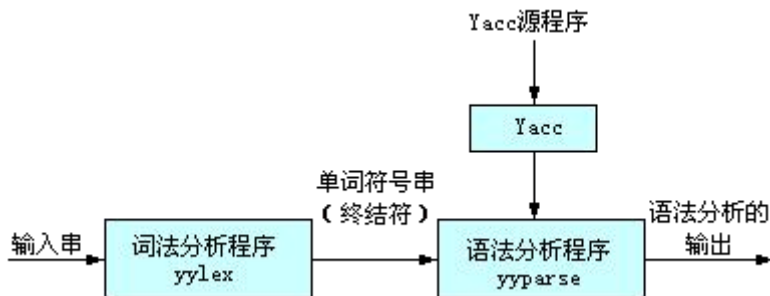 Yacc源程序
Yacc
单词符号串
(终结符)
语法分析的
输出
输入串
词法分析程序
yylex
语法分析程序
yyparse